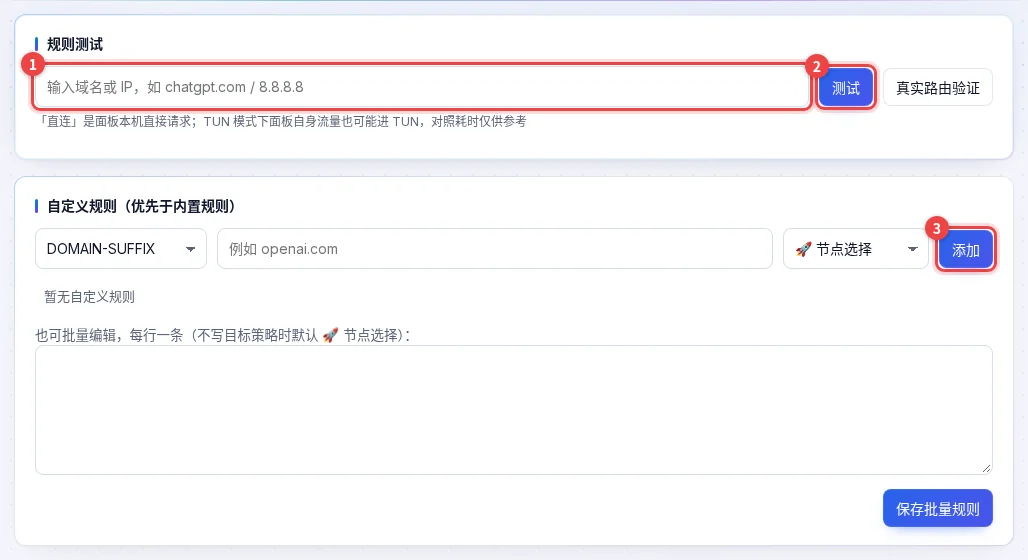 规则测试
1
2
输入域名或 IP，如 chatgpt.com / 8.8.8.8
测试
真实路由验证
「直连」是面板本机直接请求；TUN 模式下面板自身流量也可能进 TUN，对照耗时仅供参考
自定义规则（优先于内置规则）
3
DOMAIN-SUFFIX
例如 openai.com
🚀 节点选择
添加
暂无自定义规则
也可批量编辑，每行一条（不写目标策略时默认 🚀 节点选择）：
保存批量规则